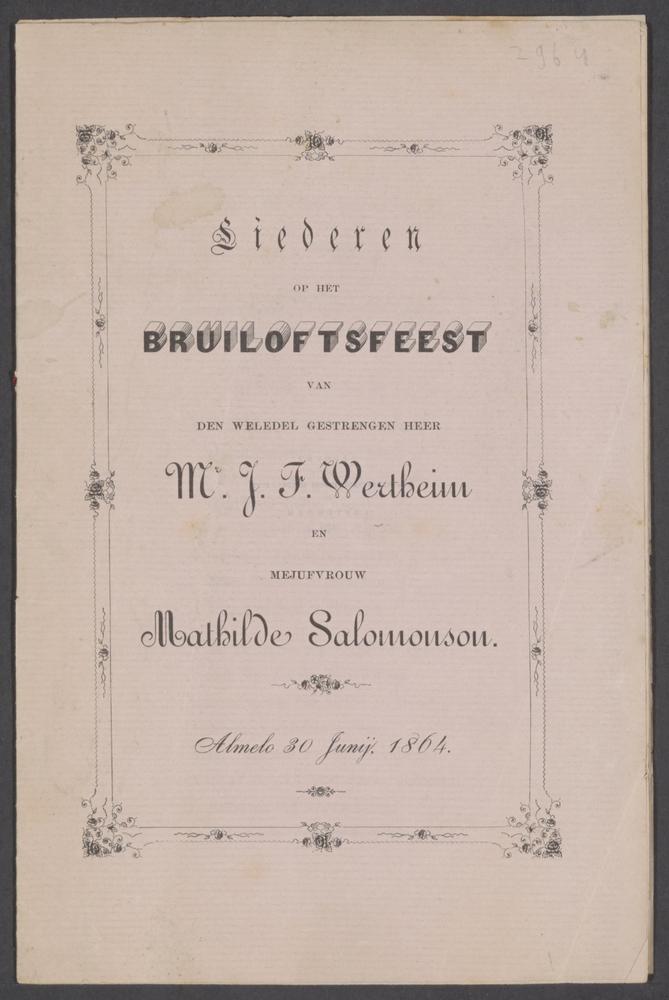 2964
Liederen
OP HET
BRUILOFTSFEEST
VAN
DEN WELEDEL GESTRENGEN HEER
Mr. J. F. Wertheim
EN
MEJUFVROUW
Mathilde Salomonson.
Almelo 30 Junij. 1864.